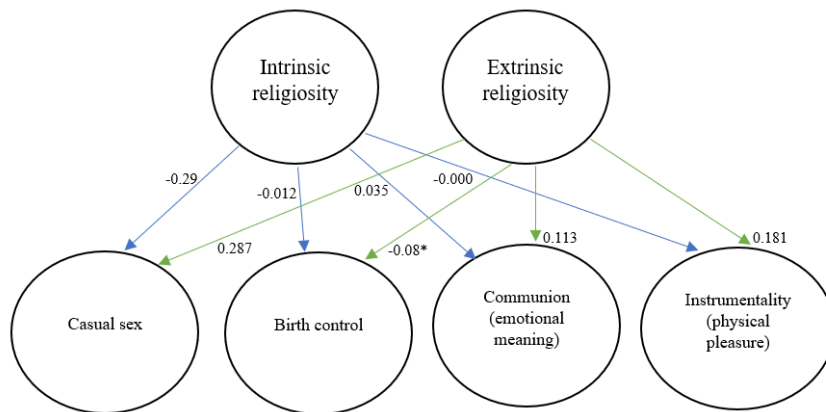 Intrinsic
religiosity
Extrinsic
religiosity
-0.29
-0.012
0.035
-0.000
0.287
-0.08*
0.113
0.181
Casual sex
Birth control
Communion
(emotional
meaning)
Instrumentality
(physical
pleasure)